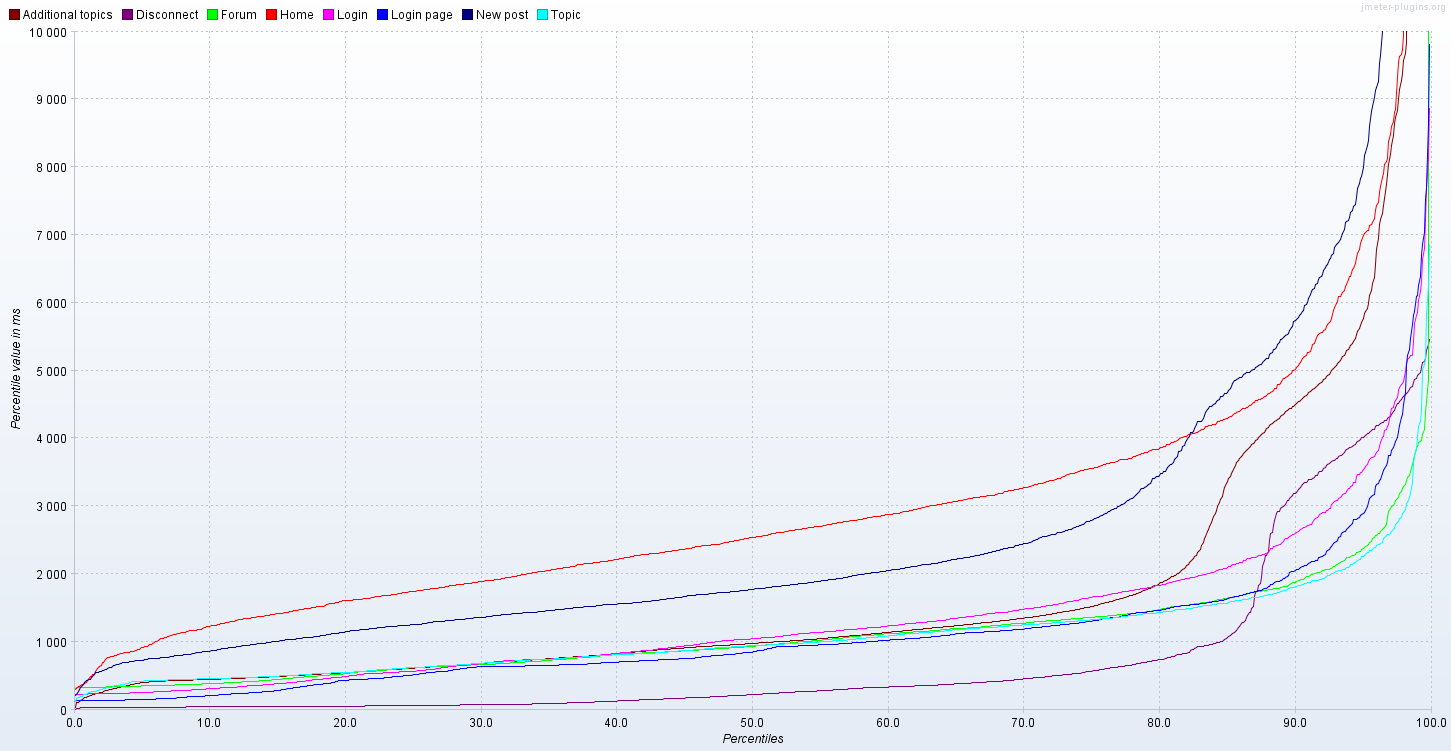 jmeter-plugins.org
Additional topics Disconnect Forum Home Login Login page New post Topic
10 000
9 000
8 000
7 000
6 000
5 000
4 000
3 000
2 000
1 000
0
Percentile value in ms
0.0 10.0 20.0 30.0 40.0 50.0 60.0 70.0 80.0 90.0 100.0
Percentiles